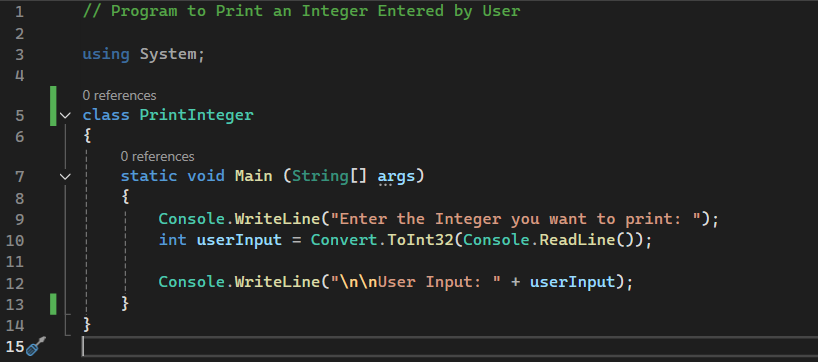 1 // Program to Print an Integer Entered by User
2
3 using System;
4
0 references
5 class PrintInteger
6 {
0 references
7 static void Main (String[] args)
8 {
9 Console.WriteLine("Enter the Integer you want to print: ");
10 int userInput = Convert.ToInt32(Console.ReadLine());
11
12 Console.WriteLine("\n\nUser Input: " + userInput);
13 }
14 }
15